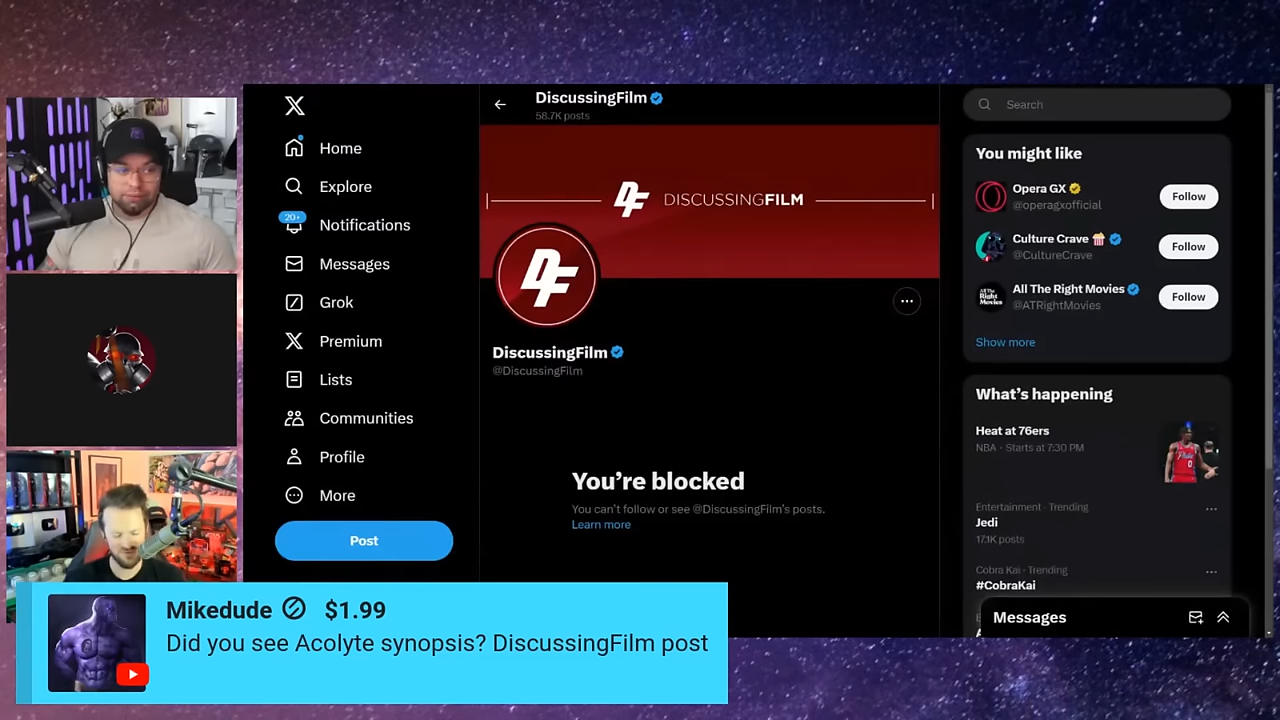 DiscussingFilm
58.7K posts
DISCUSSINGFILM
DiscussingFilm
@DiscussingFilm
You're blocked
You can't follow or see @DiscussingFilm's posts.
Learn more
Home
Explore
20+
Notifications
Messages
Grok
Premium
Lists
Communities
Profile
More
Post
Search
You might like
Opera GX
@operagxofficial
Follow
Culture Crave
@CultureCrave
Follow
All The Right Movies
@ATRightMovies
Follow
Show more
What's happening
Heat at 76ers
NBA · Starts at 7:30 PM
Entertainment · Trending
Jedi
17.1K posts
Cobra Kai · Trending
#CobraKai
Messages
Mikedude $1.99
Did you see Acolyte synopsis? DiscussingFilm post